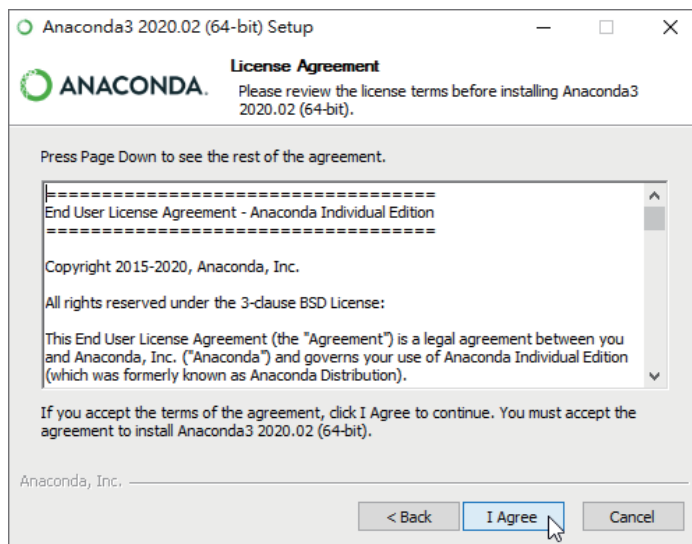 Anaconda3 2020.02 (64-bit) Setup
ANACONDA.
License Agreement
Please review the license terms before installing Anaconda3
2020.02 (64-bit).
Press Page Down to see the rest of the agreement.
===================================
End User License Agreement - Anaconda Individual Edition
===================================
Copyright 2015-2020, Anaconda, Inc.
All rights reserved under the 3-clause BSD License:
This End User License Agreement (the "Agreement") is a legal agreement between you
and Anaconda, Inc. ("Anaconda") and governs your use of Anaconda Individual Edition
(which was formerly known as Anaconda Distribution).
If you accept the terms of the agreement, click I Agree to continue. You must accept the
agreement to install Anaconda3 2020.02 (64-bit).
Anaconda, Inc.
< Back
I Agree
Cancel